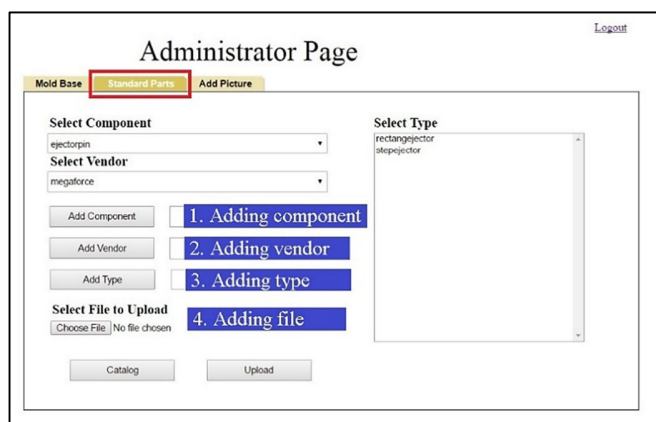 Logout
Administrator Page
Mold Base Standard Parts Add Picture
Select Component
ejectorpin
Select Vendor
megaforce
Add Component 1. Adding component
Add Vendor 2. Adding vendor
Add Type 3. Adding type
Select File to Upload
Choose File No file chosen 4. Adding file
Catalog Upload
Select Type
rectangejector
stepejector